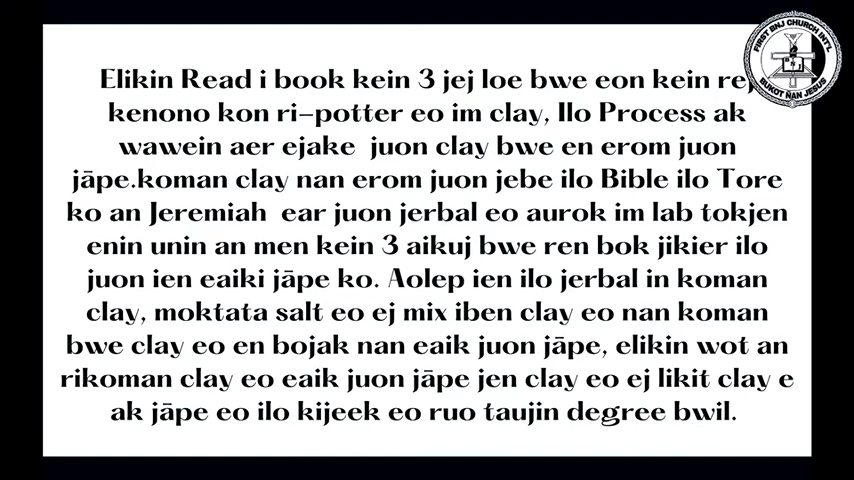 Elikin Read i book kein 3 jej loe bwe eon kein rej
kenono kon ri-potter eo im clay, Ilo Process ak
wawein aer ejake juon clay bwe en erom juon
jāpe.koman clay nan erom juon jebe ilo Bible ilo Tore
ko an Jeremiah ear juon jerbal eo aurok im lab tokjen
enin unin an men kein 3 aikuj bwe ren bok jikier ilo
juon ien eaiki jāpe ko. Aolep ien ilo jerbal in koman
clay, moktata salt eo ej mix iben clay eo nan koman
bwe clay eo en bojak nan eaik juon jāpe, elikin wot an
rikoman clay eo eaik juon jāpe jen clay eo ej likit clay e
ak jāpe eo ilo kijeek eo ruo taujin degree bwil.
FIRST BNJ CHURCH INT'L
BUKOT ÑAN JESUS